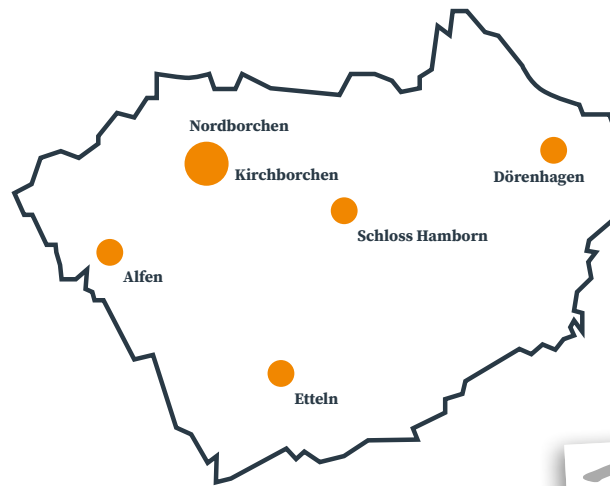 Nordborchen
Kirchborchen
Dörenhagen
Schloss Hamborn
Alfen
Etteln